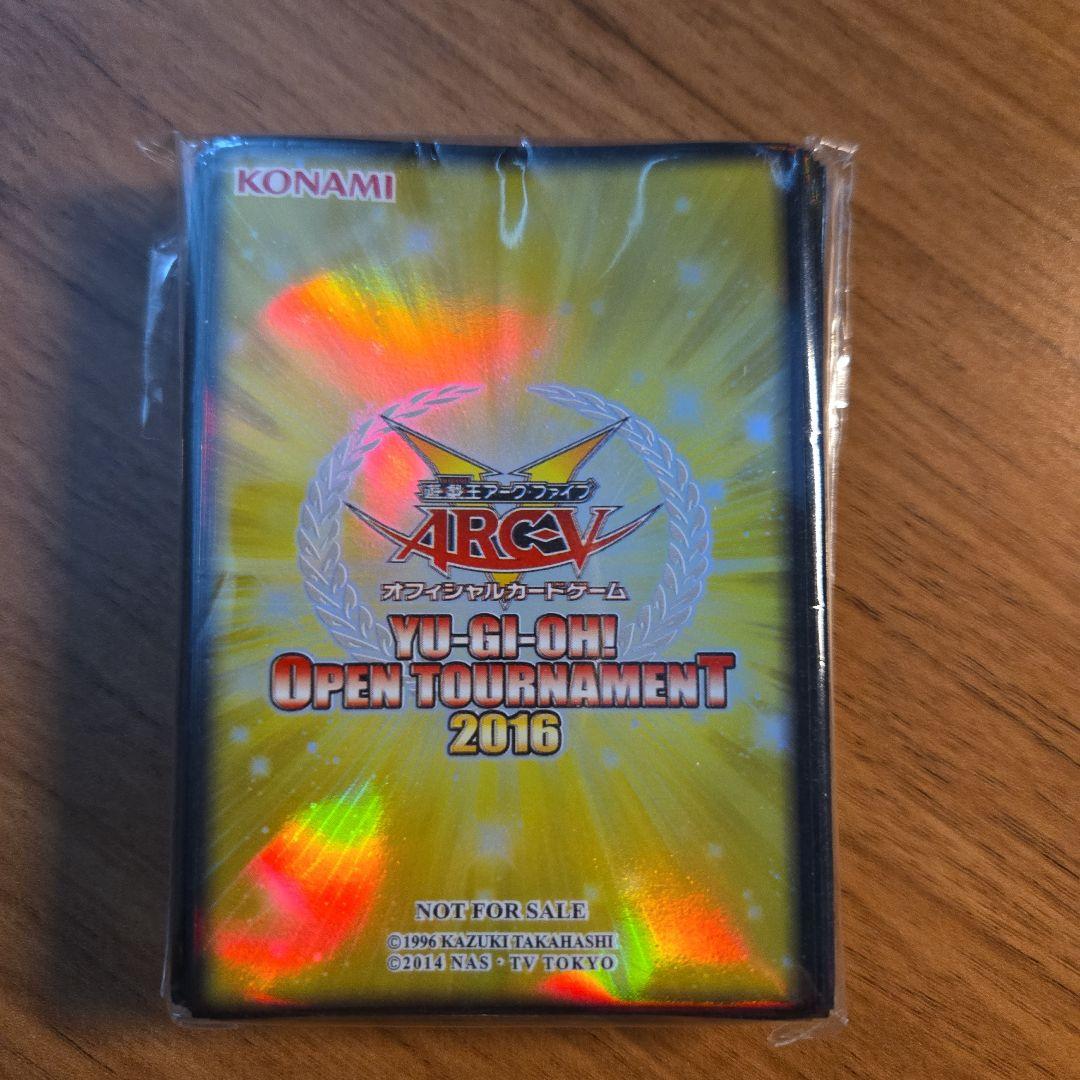 KONAMI
遊戯王アーク・ファイブ
ARC-V
オフィシャルカードゲーム
YU-GI-OH!
OPEN TOURNAMENT
2016
NOT FOR SALE
©1996 KAZUKI TAKAHASHI
©2014 NAS・TV TOKYO